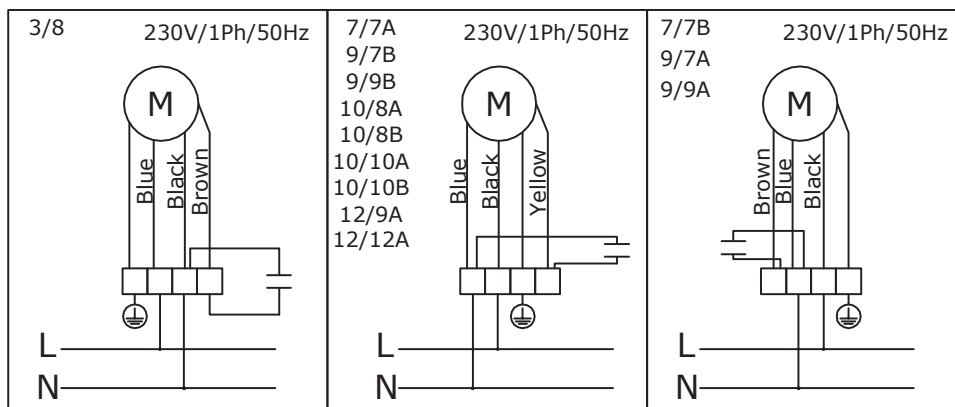 3/8 230V/1Ph/50Hz
M
Blue
Black
Brown
L
N
7/7A 230V/1Ph/50Hz
9/7B
9/9B
10/8A
10/8B
10/10A
10/10B
12/9A
12/12A
M
Blue
Black
Yellow
L
N
7/7B 230V/1Ph/50Hz
9/7A
9/9A
M
Brown
Blue
Black
L
N